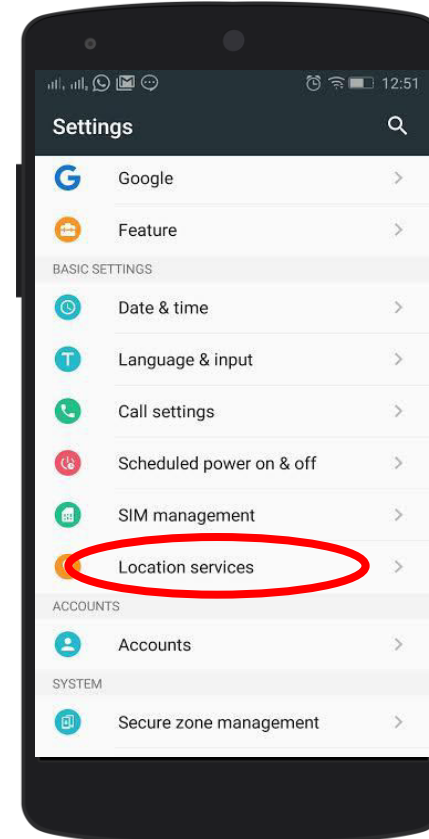 12:51
Settings
Google
Feature
BASIC SETTINGS
Date & time
Language & input
Call settings
Scheduled power on & off
SIM management
Location services
ACCOUNTS
Accounts
SYSTEM
Secure zone management